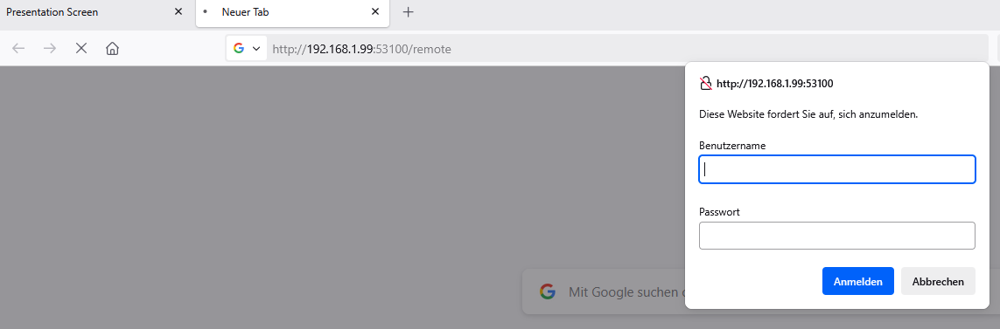 Presentation Screen
Neuer Tab
http://192.168.1.99:53100/remote
http://192.168.1.99:53100
Diese Website fordert Sie auf, sich anzumelden.
Benutzername
Passwort
Anmelden Abbrechen
Mit Google suchen